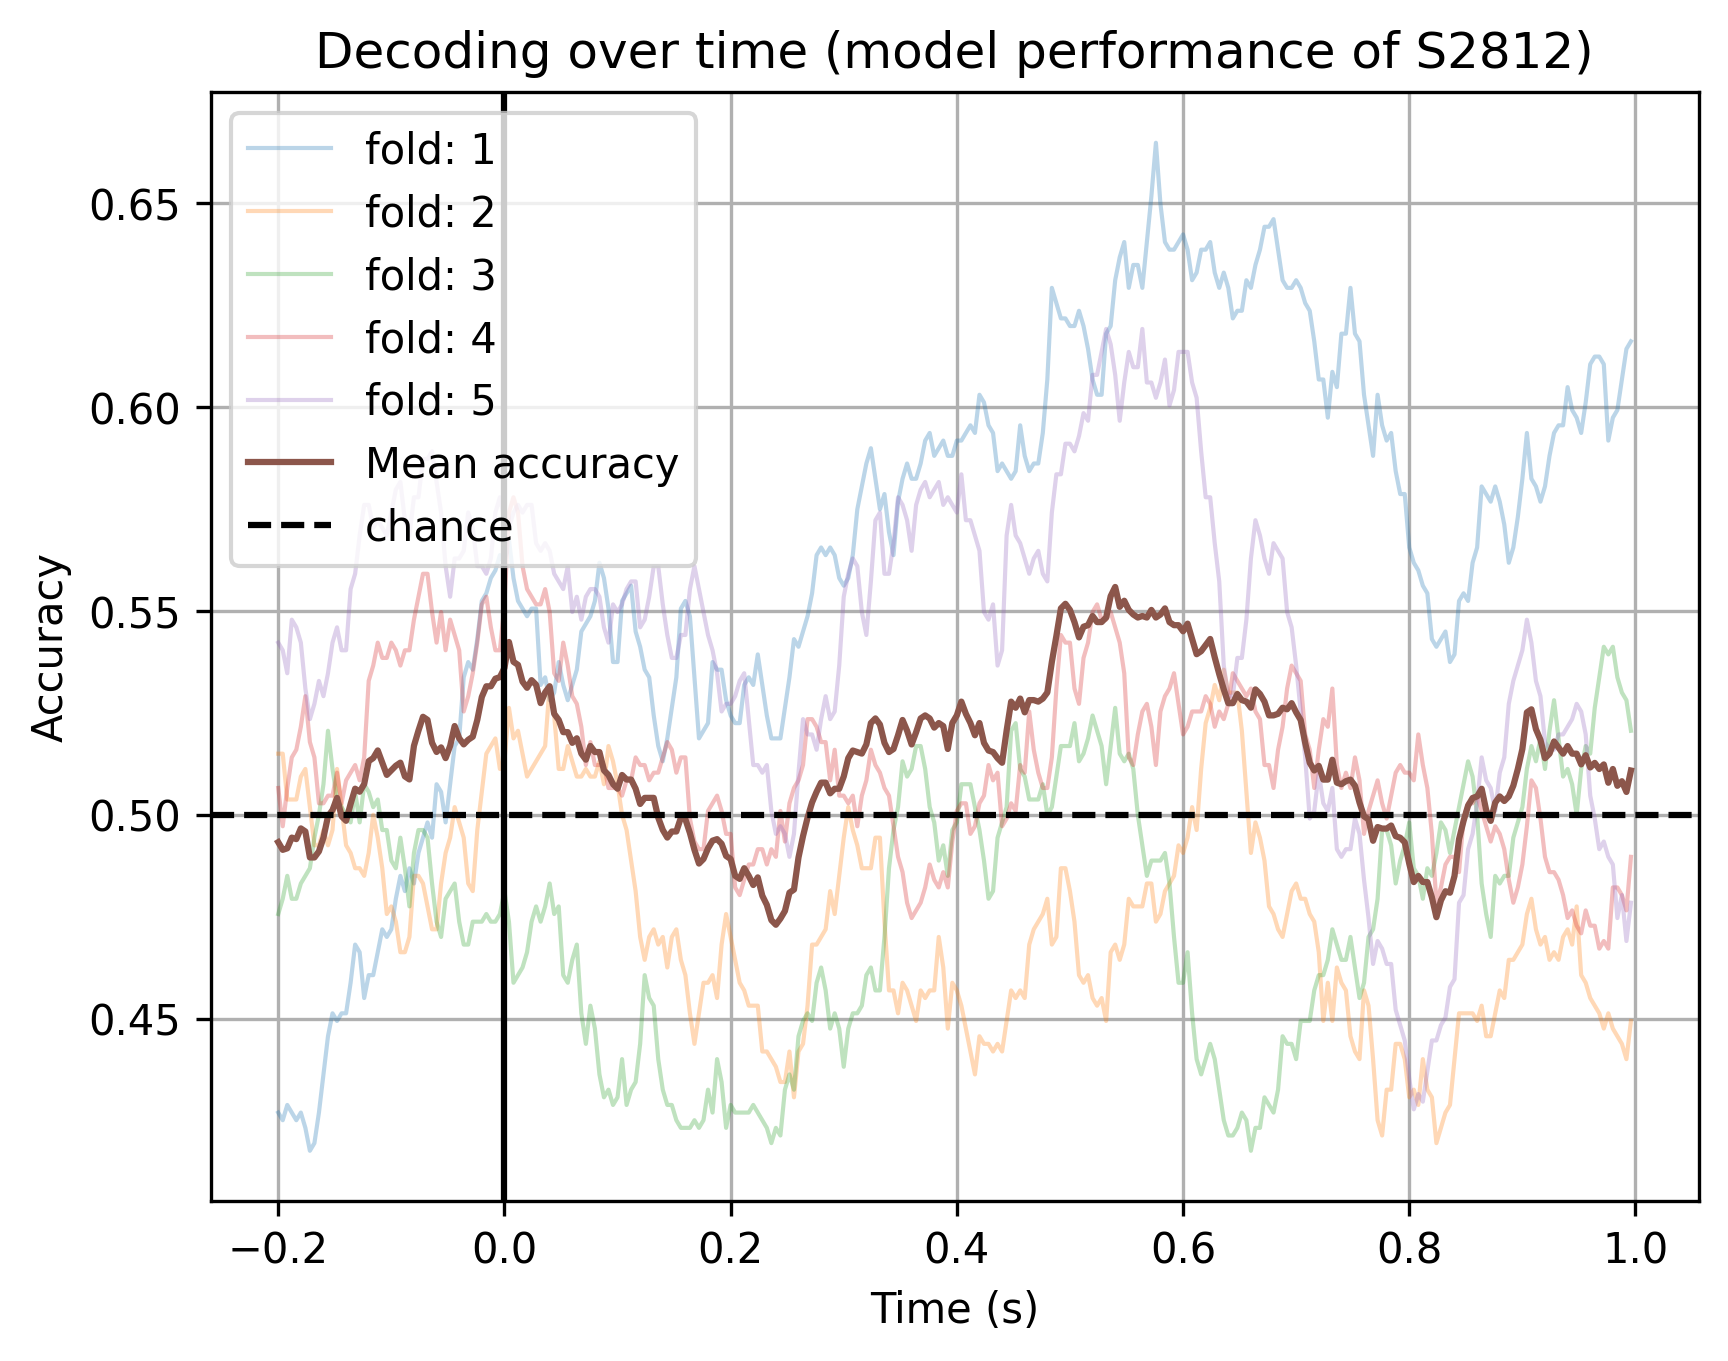 Decoding over time (model performance of S2812)
fold: 1
fold: 2
fold: 3
fold: 4
fold: 5
Mean accuracy
chance
Accuracy
0.65
0.60
0.55
0.50
0.45
−0.2 0.0 0.2 0.4 0.6 0.8 1.0
Time (s)